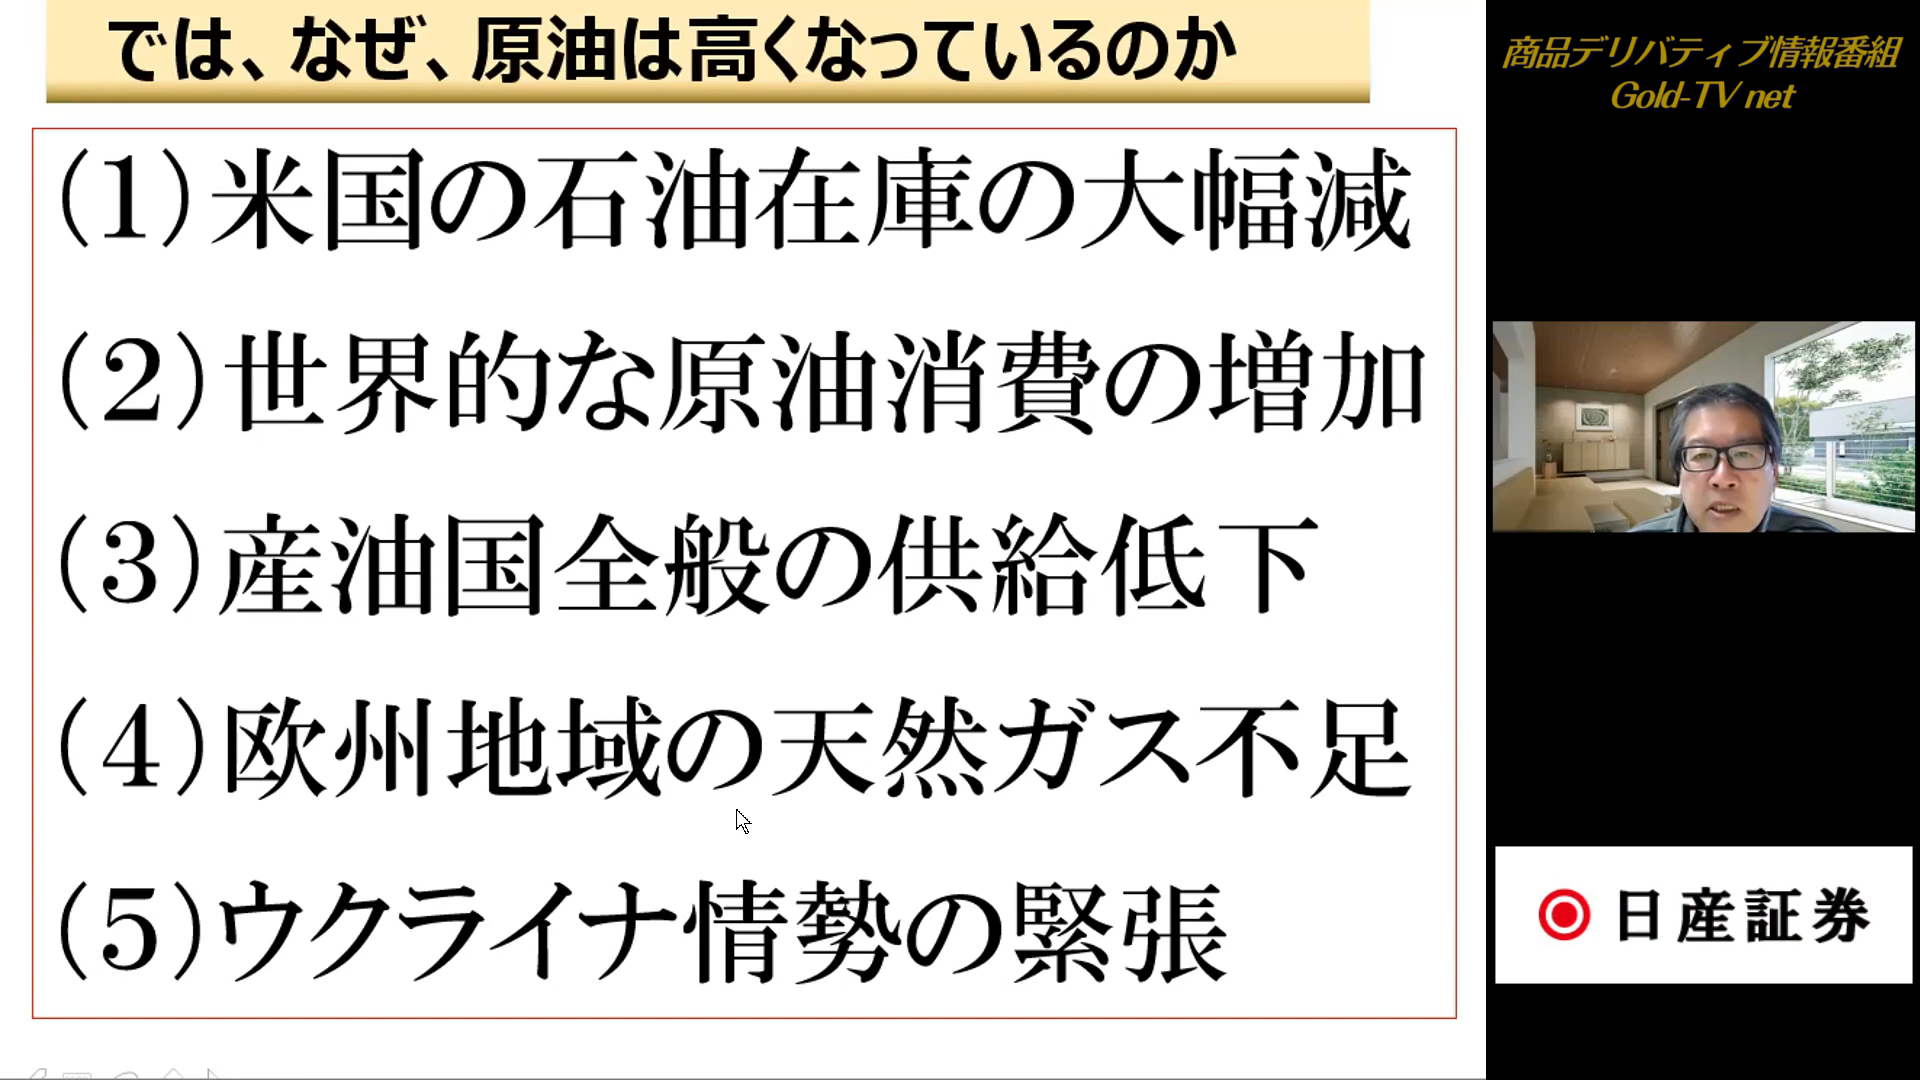 では、なぜ、原油は高くなっているのか
(1)米国の石油在庫の大幅減
(2)世界的な原油消費の増加
(3)産油国全般の供給低下
(4)欧州地域の天然ガス不足
(5)ウクライナ情勢の緊張
商品デリバティブ情報番組
Gold-TV net
日産証券